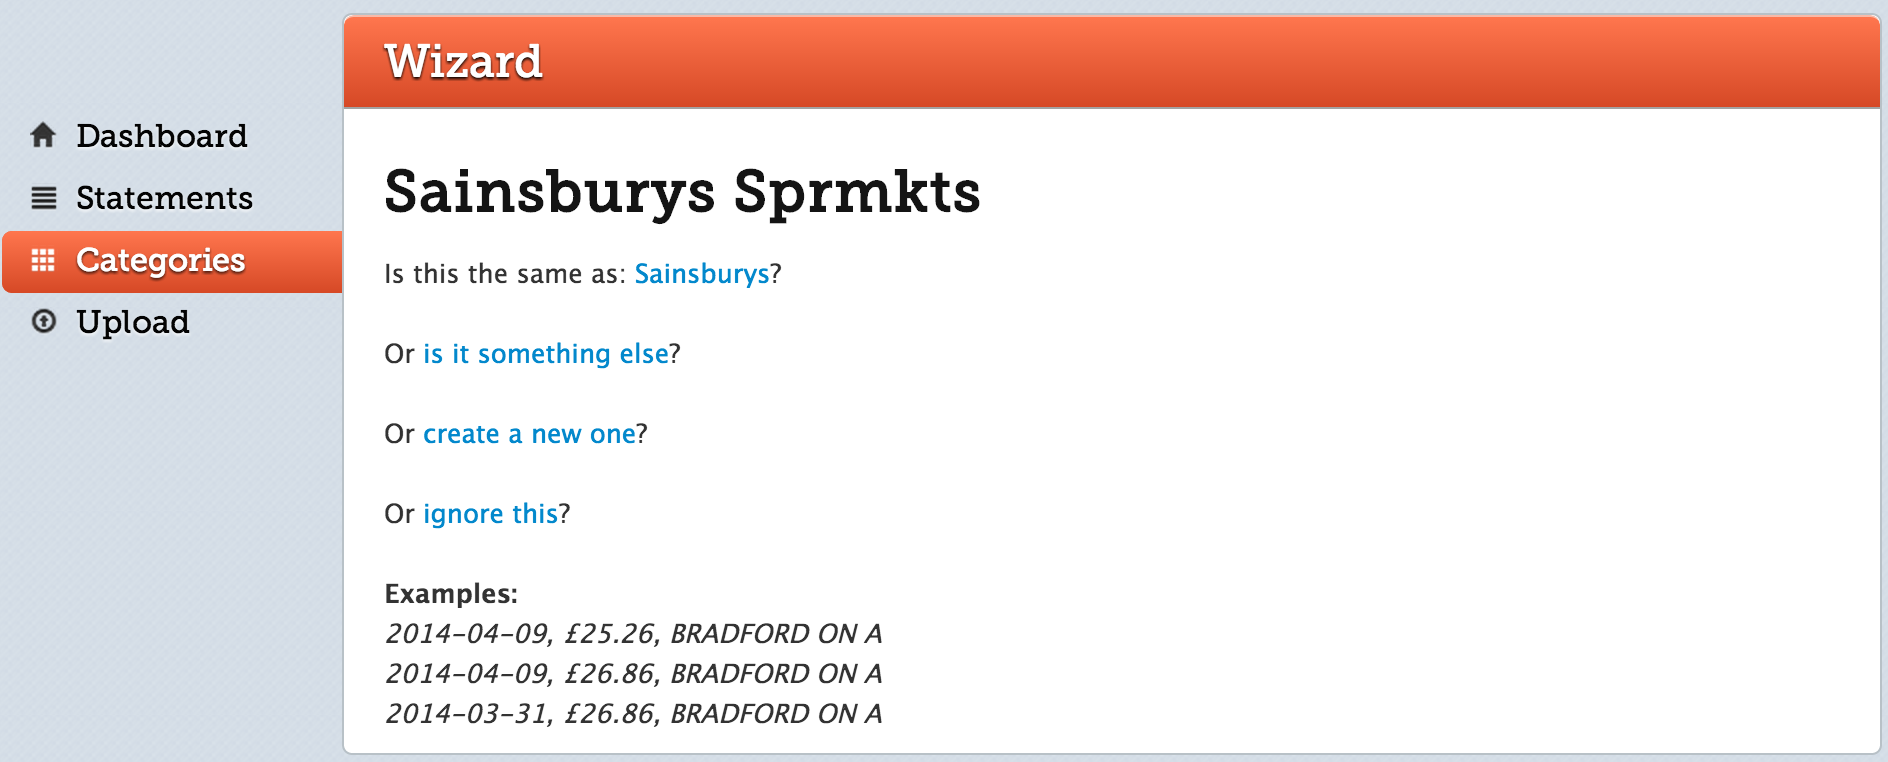 Wizard
Dashboard
Statements
Categories
Upload
Sainsburys Sprmkts
Is this the same as: Sainsburys?
Or is it something else?
Or create a new one?
Or ignore this?
Examples:
2014-04-09, £25.26, BRADFORD ON A
2014-04-09, £26.86, BRADFORD ON A
2014-03-31, £26.86, BRADFORD ON A